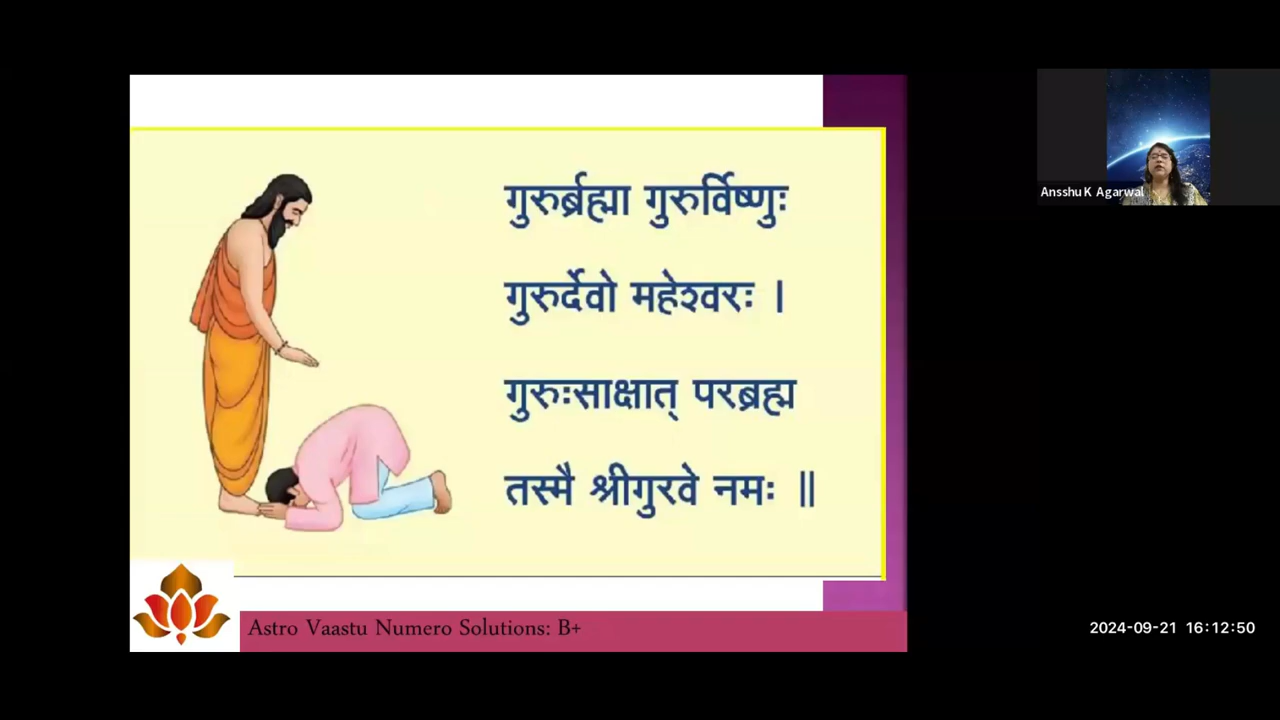 गुरुर्ब्रह्मा गुरुर्विष्णुः
गुरुर्देवो महेश्वरः ।
गुरुःसाक्षात् परब्रह्म
तस्मै श्रीगुरवे नमः ॥
Astro Vaastu Numero Solutions: B+
Ansshu K Agarwal
2024-09-21 16:12:50